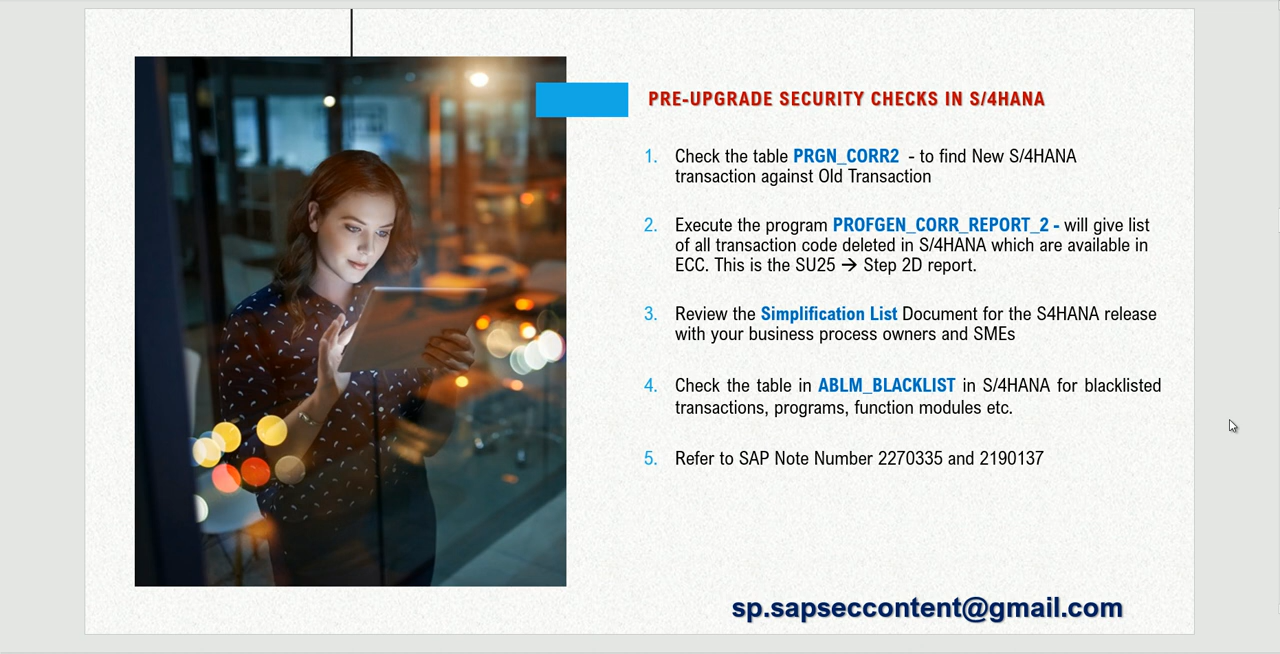 PRE-UPGRADE SECURITY CHECKS IN S/4HANA
1. Check the table PRGN_CORR2 - to find New S/4HANA
transaction against Old Transaction
2. Execute the program PROFGEN_CORR_REPORT_2 - will give list
of all transaction code deleted in S/4HANA which are available in
ECC. This is the SU25 → Step 2D report.
3. Review the Simplification List Document for the S4HANA release
with your business process owners and SMEs
4. Check the table in ABLM_BLACKLIST in S/4HANA for blacklisted
transactions, programs, function modules etc.
5. Refer to SAP Note Number 2270335 and 2190137
sp.sapseccontent@gmail.com